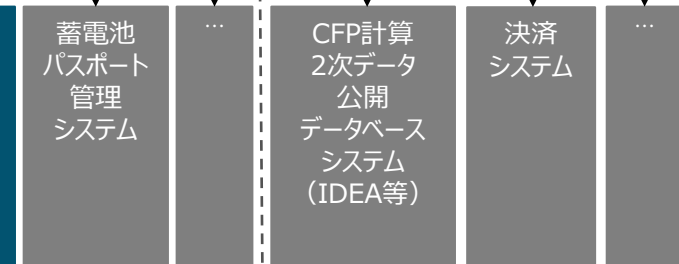 蓄電池
パスポート
管理
システム
…
CFP計算
2次データ
公開
データベース
システム
（IDEA等）
決済
システム
…